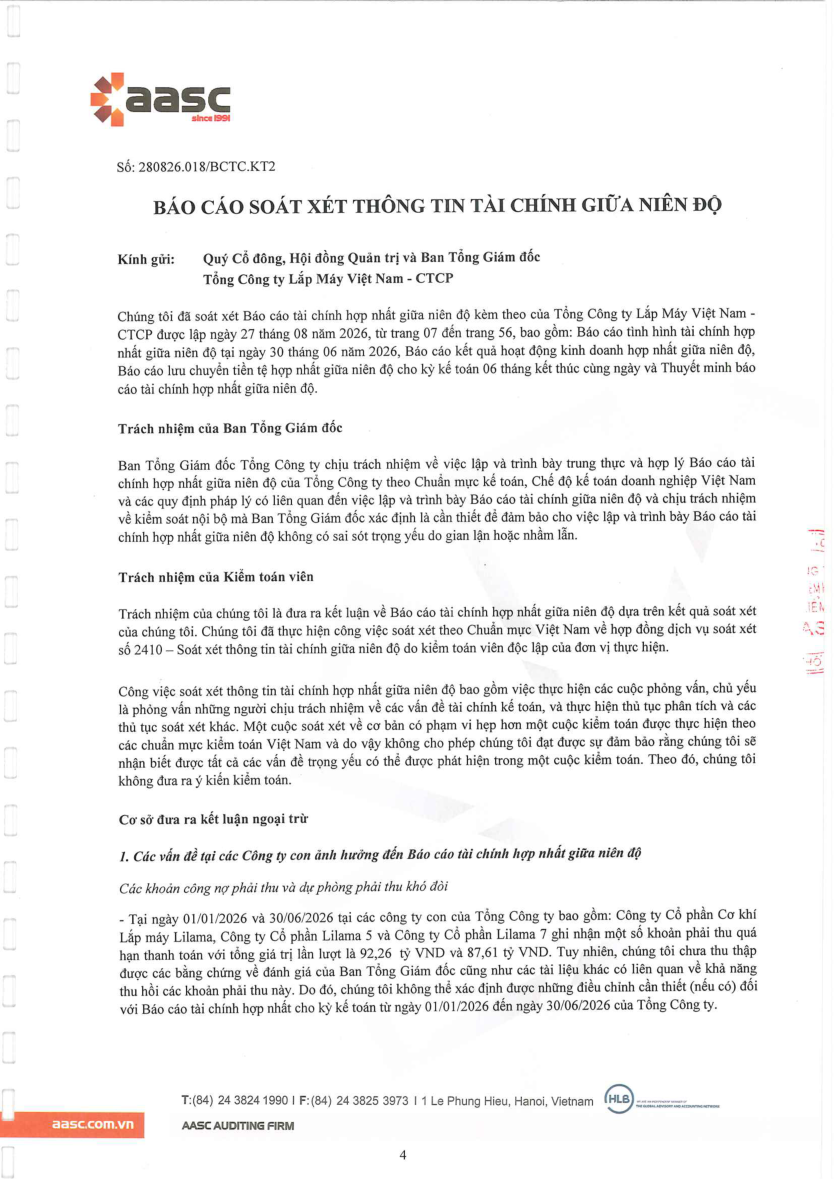 aasc
since 1991
Số: 280826.018/BCTC.KT2
BÁO CÁO SOÁT XÉT THÔNG TIN TÀI CHÍNH GIỮA NIÊN ĐỘ
Kính gửi: Quý Cổ đông, Hội đồng Quản trị và Ban Tổng Giám đốc
Tổng Công ty Lắp Máy Việt Nam - CTCP
Chúng tôi đã soát xét Báo cáo tài chính hợp nhất giữa niên độ kèm theo của Tổng Công ty Lắp Máy Việt Nam -
CTCP được lập ngày 27 tháng 08 năm 2026, từ trang 07 đến trang 56, bao gồm: Báo cáo tình hình tài chính hợp
nhất giữa niên độ tại ngày 30 tháng 06 năm 2026, Báo cáo kết quả hoạt động kinh doanh hợp nhất giữa niên độ,
Báo cáo lưu chuyển tiền tệ hợp nhất giữa niên độ cho kỳ kế toán 06 tháng kết thúc cùng ngày và Thuyết minh báo
cáo tài chính hợp nhất giữa niên độ.
Trách nhiệm của Ban Tổng Giám đốc
Ban Tổng Giám đốc Tổng Công ty chịu trách nhiệm về việc lập và trình bày trung thực và hợp lý Báo cáo tài
chính hợp nhất giữa niên độ của Tổng Công ty theo Chuẩn mực kế toán, Chế độ kế toán doanh nghiệp Việt Nam
và các quy định pháp lý có liên quan đến việc lập và trình bày Báo cáo tài chính giữa niên độ và chịu trách nhiệm
về kiểm soát nội bộ mà Ban Tổng Giám đốc xác định là cần thiết để đảm bảo cho việc lập và trình bày Báo cáo tài
chính hợp nhất giữa niên độ không có sai sót trọng yếu do gian lận hoặc nhầm lẫn.
Trách nhiệm của Kiểm toán viên
Trách nhiệm của chúng tôi là đưa ra kết luận về Báo cáo tài chính hợp nhất giữa niên độ dựa trên kết quả soát xét
của chúng tôi. Chúng tôi đã thực hiện công việc soát xét theo Chuẩn mực Việt Nam về hợp đồng dịch vụ soát xét
số 2410 – Soát xét thông tin tài chính giữa niên độ do kiểm toán viên độc lập của đơn vị thực hiện.
Công việc soát xét thông tin tài chính hợp nhất giữa niên độ bao gồm việc thực hiện các cuộc phỏng vấn, chủ yếu
là phỏng vấn những người chịu trách nhiệm về các vấn đề tài chính kế toán, và thực hiện thủ tục phân tích và các
thủ tục soát xét khác. Một cuộc soát xét về cơ bản có phạm vi hẹp hơn một cuộc kiểm toán được thực hiện theo
các chuẩn mực kiểm toán Việt Nam và do vậy không cho phép chúng tôi đạt được sự đảm bảo rằng chúng tôi sẽ
nhận biết được tất cả các vấn đề trọng yếu có thể được phát hiện trong một cuộc kiểm toán. Theo đó, chúng tôi
không đưa ra ý kiến kiểm toán.
Cơ sở đưa ra kết luận ngoại trừ
1. Các vấn đề tại các Công ty con ảnh hưởng đến Báo cáo tài chính hợp nhất giữa niên độ
Các khoản công nợ phải thu và dự phòng phải thu khó đòi
- Tại ngày 01/01/2026 và 30/06/2026 tại các công ty con của Tổng Công ty bao gồm: Công ty Cổ phần Cơ khí
Lắp máy Lilama, Công ty Cổ phần Lilama 5 và Công ty Cổ phần Lilama 7 ghi nhận một số khoản phải thu quá
hạn thanh toán với tổng giá trị lần lượt là 92,26 tỷ VND và 87,61 tỷ VND. Tuy nhiên, chúng tôi chưa thu thập
được các bằng chứng về đánh giá của Ban Tổng Giám đốc cũng như các tài liệu khác có liên quan về khả năng
thu hồi các khoản phải thu này. Do đó, chúng tôi không thể xác định được những điều chỉnh cần thiết (nếu có) đối
với Báo cáo tài chính hợp nhất cho kỳ kế toán từ ngày 01/01/2026 đến ngày 30/06/2026 của Tổng Công ty.
T:(84) 24 3824 1990 I F:(84) 24 3825 3973 I 1 Le Phung Hieu, Hanoi, Vietnam
HLB
aasc.com.vn
AASC AUDITING FIRM
4